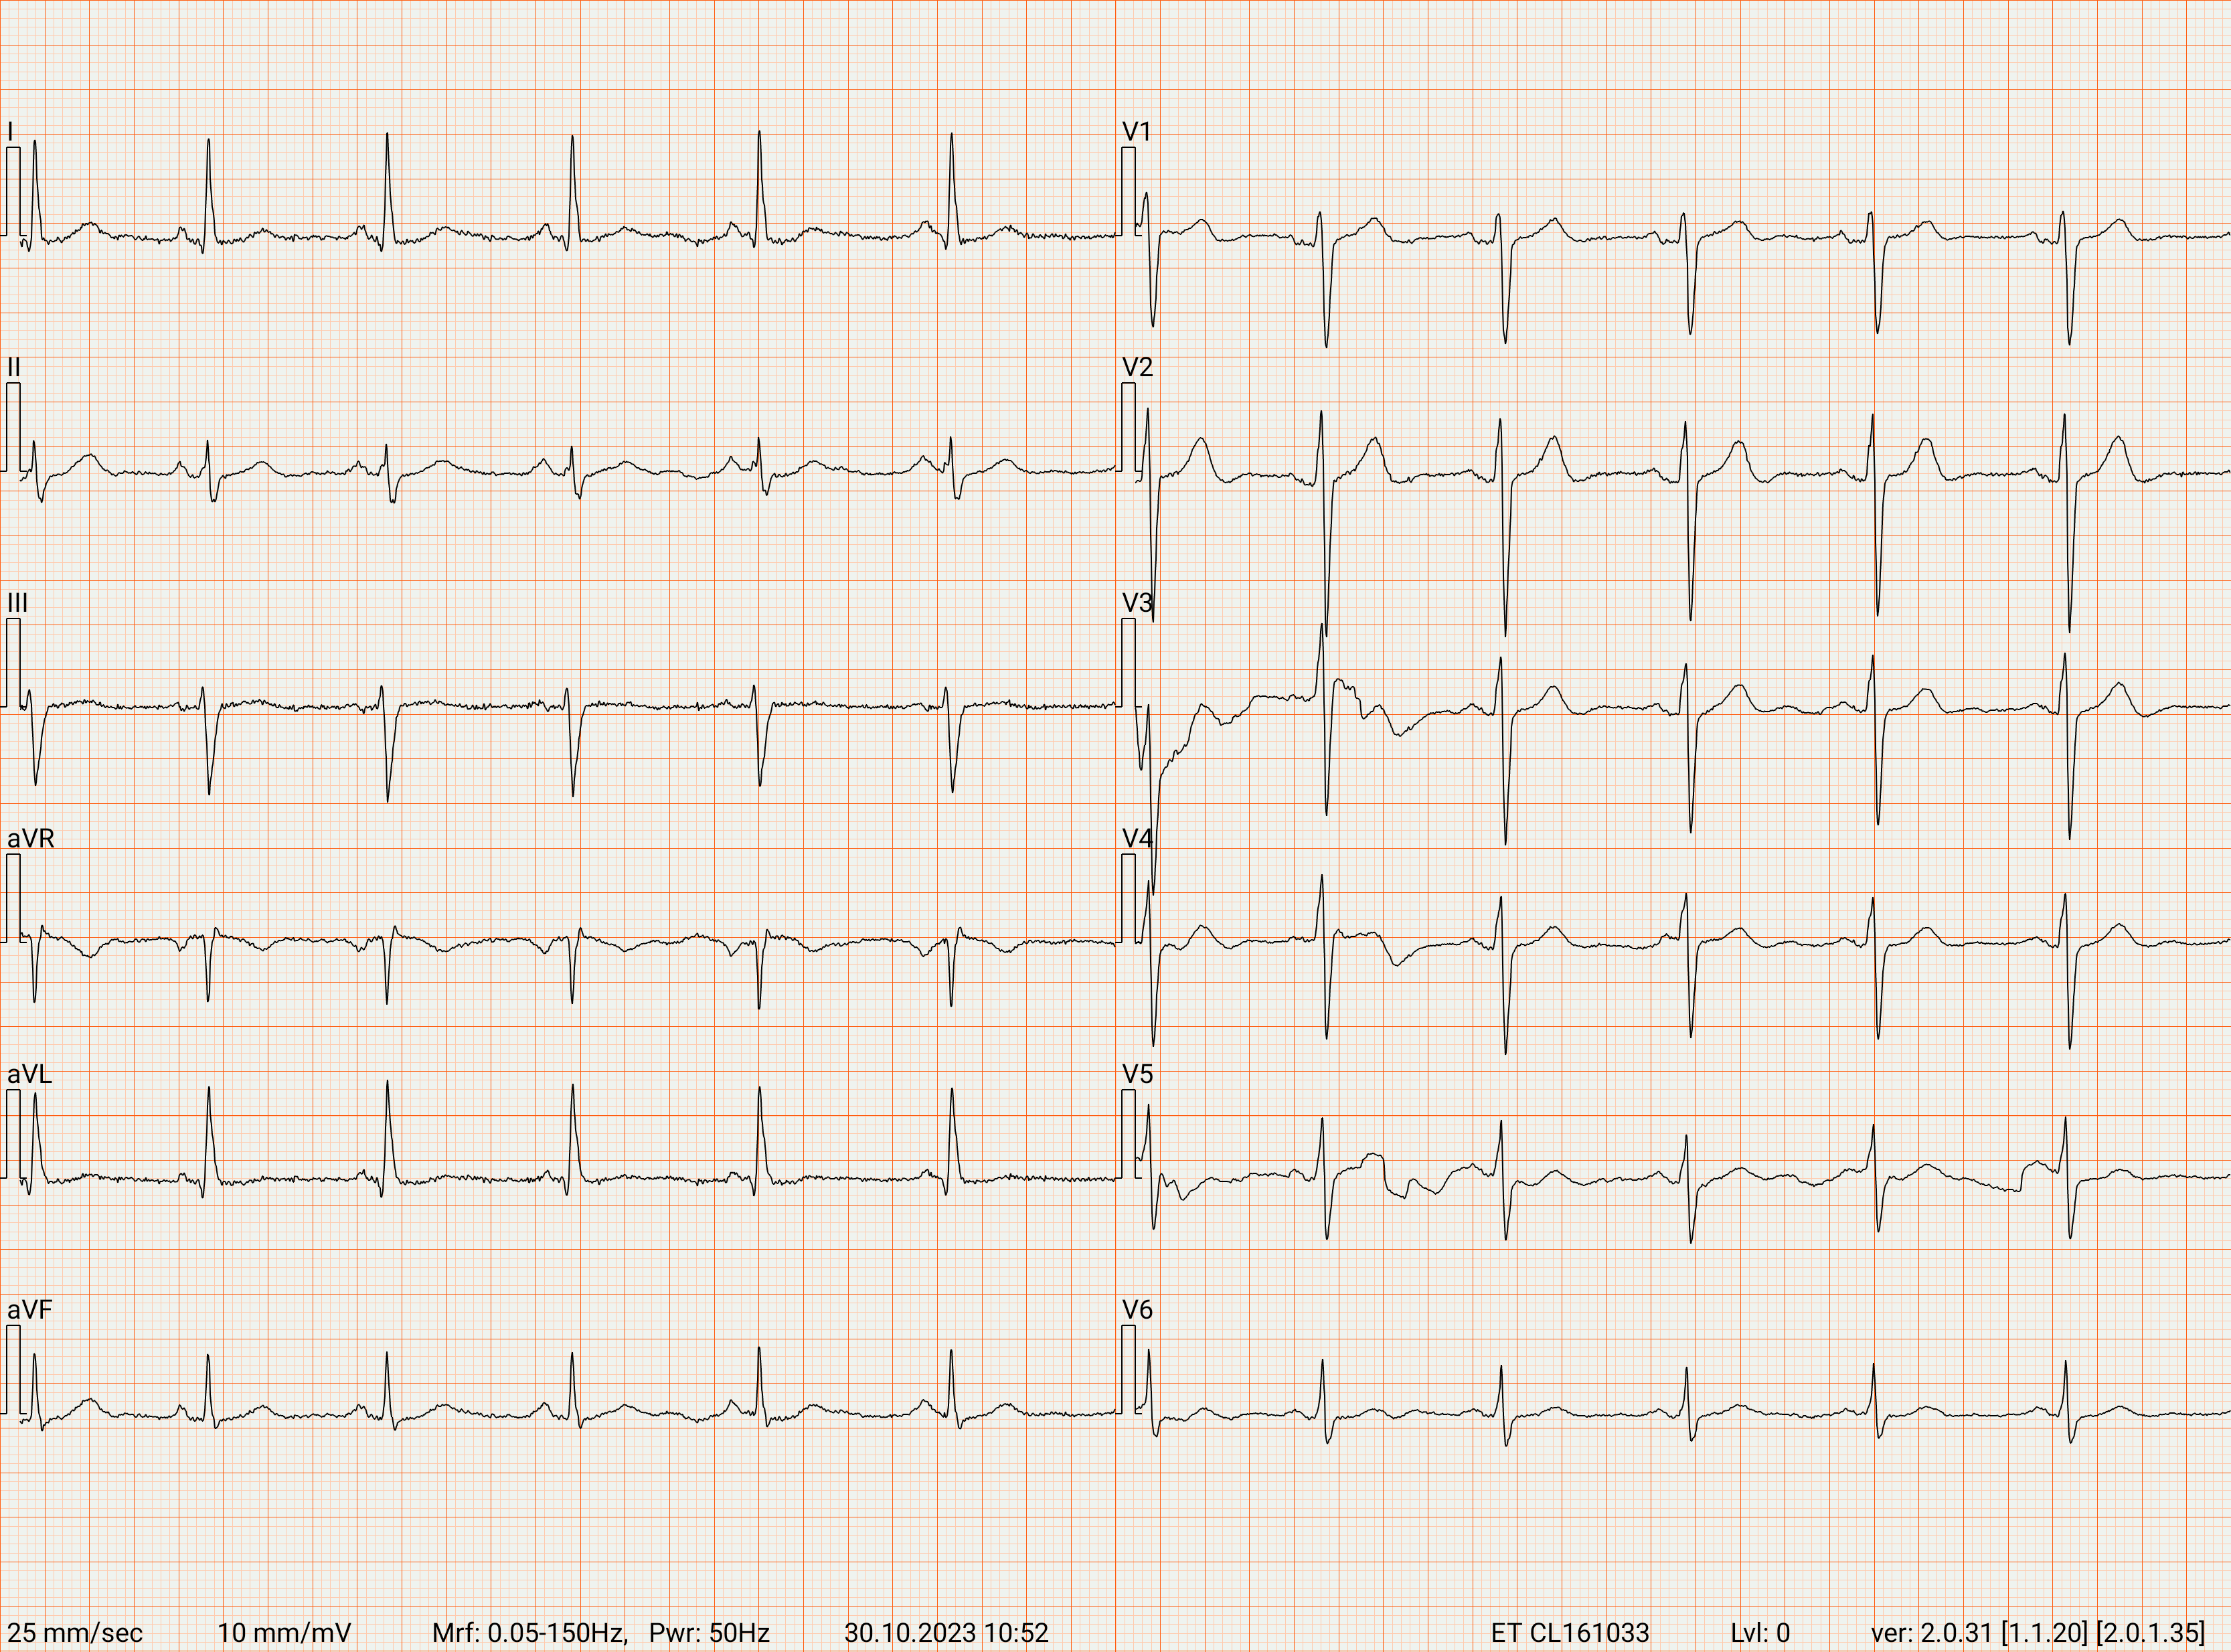 I
V1
II
V2
III
V3
aVR
V4
aVL
V5
aVF
V6
25 mm/sec 10 mm/mV Mrf: 0.05-150Hz, Pwr: 50Hz 30.10.2023 10:52 ET CL161033 Lvl: 0 ver: 2.0.31 [1.1.20] [2.0.1.35]